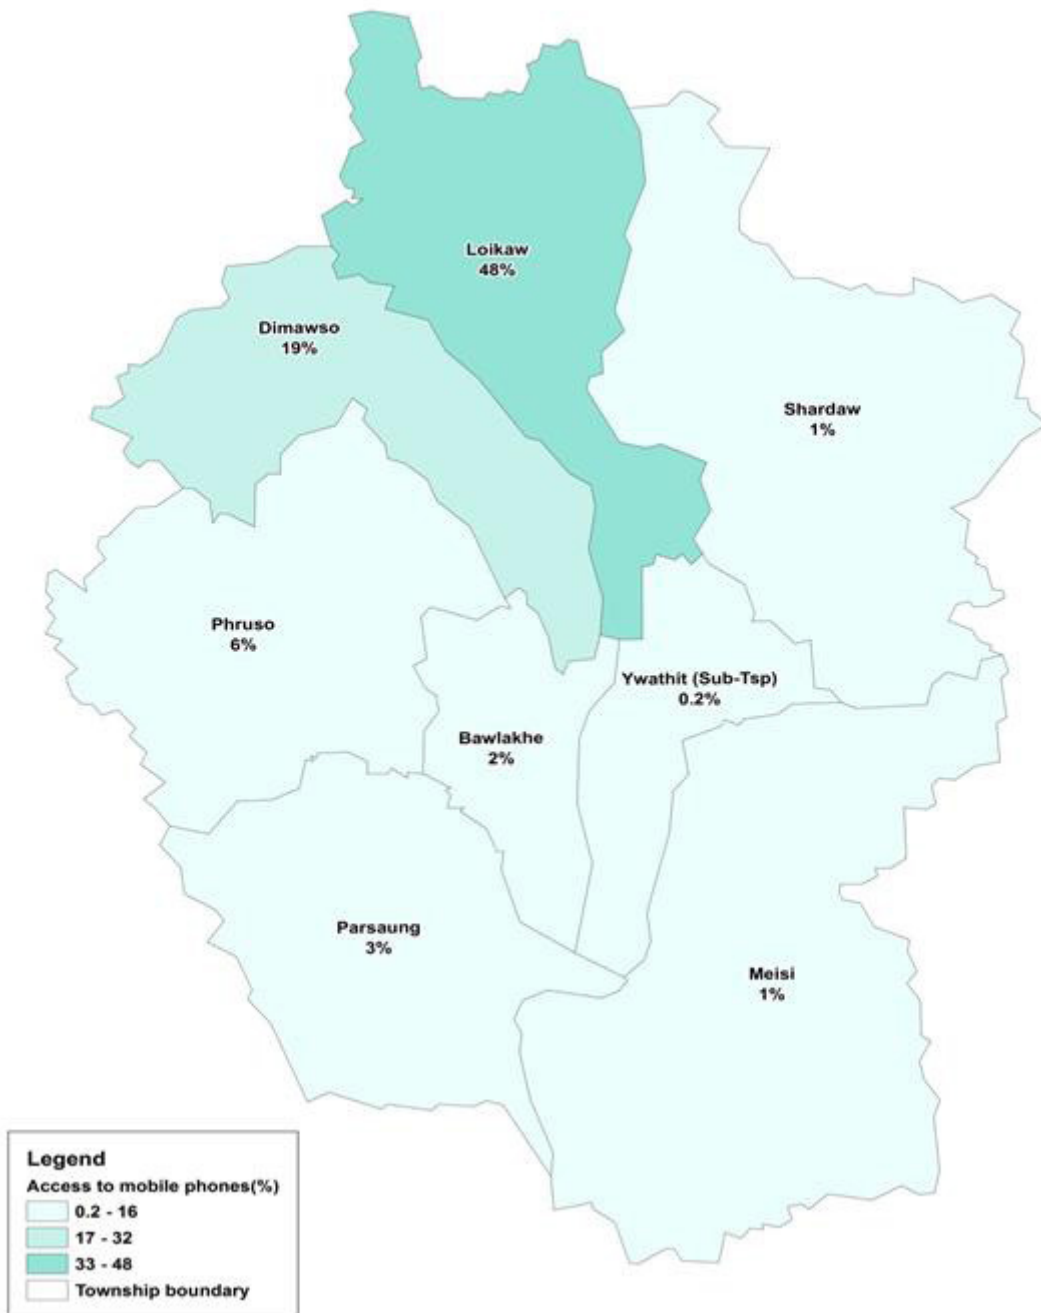 Loikaw
48%
Dimawso
19%
Shardaw
1%
Phruso
6%
Ywathit (Sub-Tsp)
0.2%
Bawlakhe
2%
Parsaung
3%
Meisi
1%
Legend
Access to mobile phones(%)
0.2 - 16
17 - 32
33 - 48
Township boundary